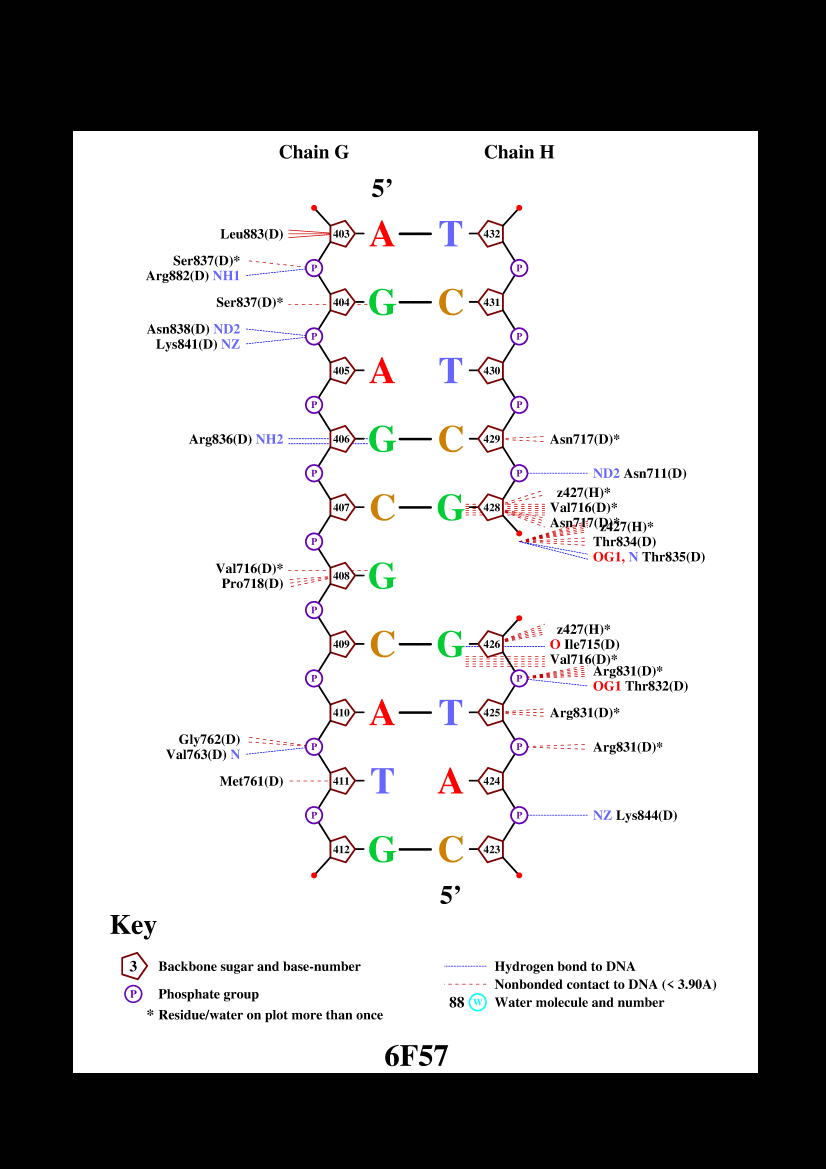 Chain G Chain H
5’
Leu883(D) 403 A T 432
Ser837(D)* P P
Arg882(D) NH1
Ser837(D)* 404 G C 431
Asn838(D) ND2 P P
Lys841(D) NZ
405 A T 430
P P
Arg836(D) NH2 406 G C 429 Asn717(D)*
P P ND2 Asn711(D)
z427(H)*
407 C G 428 Val716(D)*
Asn717(D)*
z427(H)*
P Thr834(D)
OG1, N Thr835(D)
Val716(D)* 408 G
Pro718(D)
P
z427(H)*
409 C G 426 O Ile715(D)
Val716(D)*
Arg831(D)*
P P OG1 Thr832(D)
410 A T 425 Arg831(D)*
Gly762(D) P P Arg831(D)*
Val763(D) N
Met761(D) 411 T A 424
P P NZ Lys844(D)
412 G C 423
5’
Key
3 Backbone sugar and base-number Hydrogen bond to DNA
Nonbonded contact to DNA (< 3.90A)
P Phosphate group 88 W Water molecule and number
* Residue/water on plot more than once
6F57